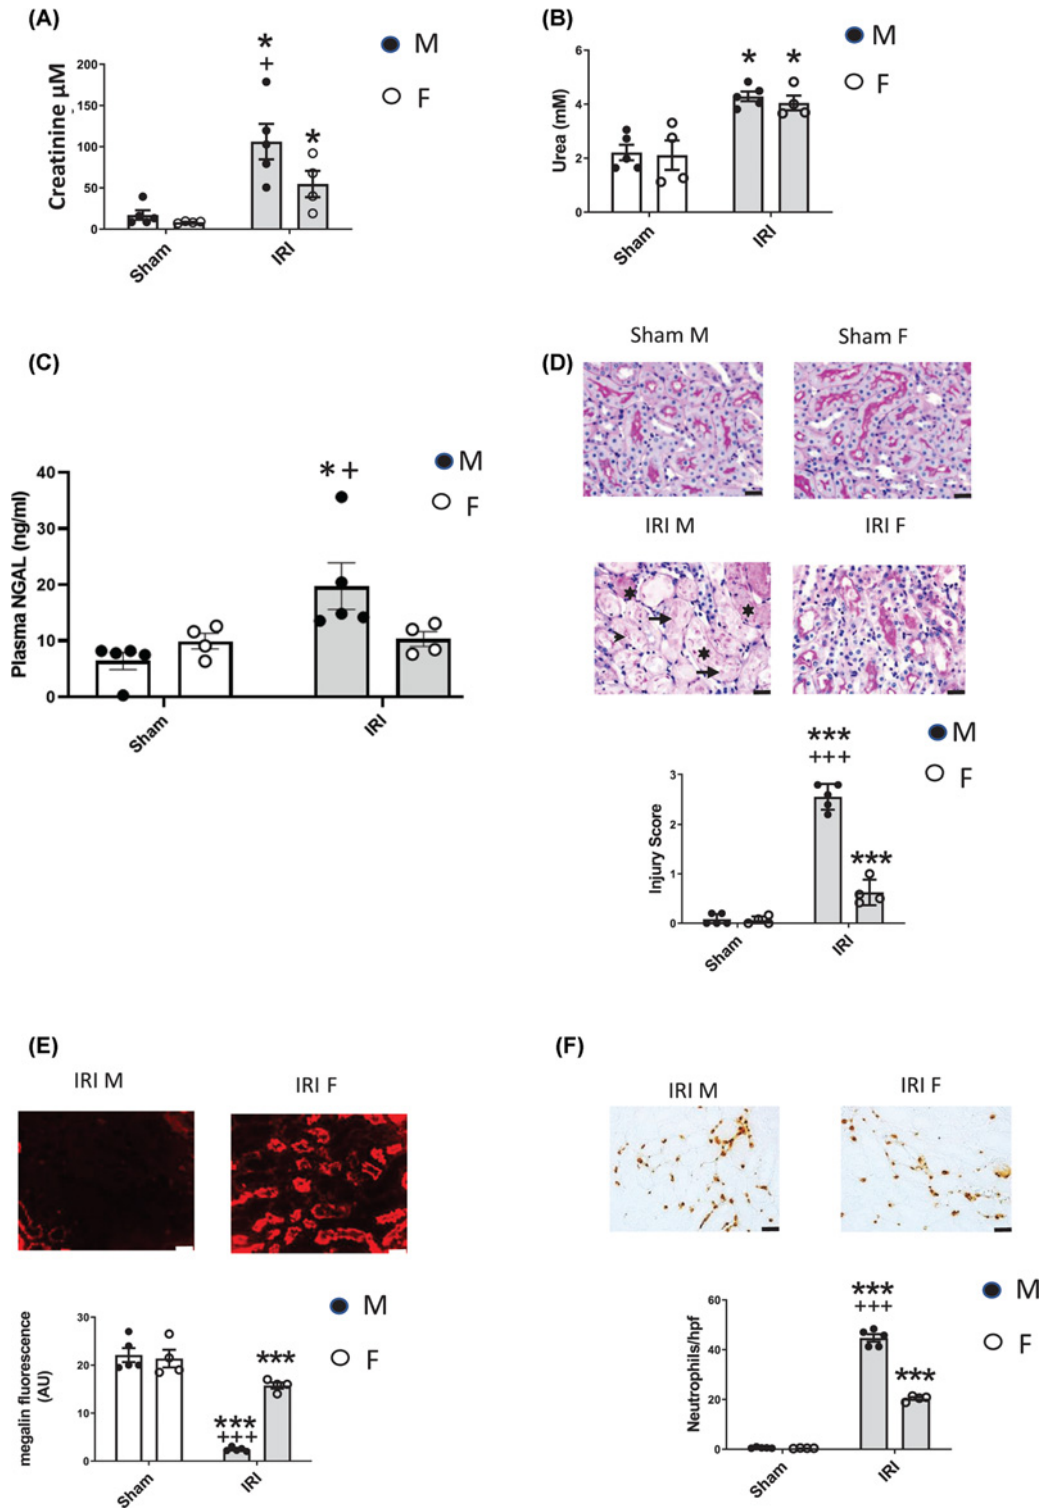 (A)
M
F
*
+
*
Creatinine µM
200
150
100
50
0
Sham
IRI
(B)
M
F
*
*
Urea (mM)
6
4
2
0
Sham
IRI
(C)
M
F
* +
Plasma NGAL (ng/ml)
40
30
20
10
0
Sham
IRI
(D)
Sham M
Sham F
IRI M
IRI F
M
F
***
+++
***
Injury Score
3
2
1
0
Sham
IRI
(E)
IRI M
IRI F
M
F
***
***
+++
megalin fluorescence
(AU)
30
20
10
0
Sham
IRI
(F)
IRI M
IRI F
M
F
***
+++
***
Neutrophils/hpf
60
40
20
0
Sham
IRI